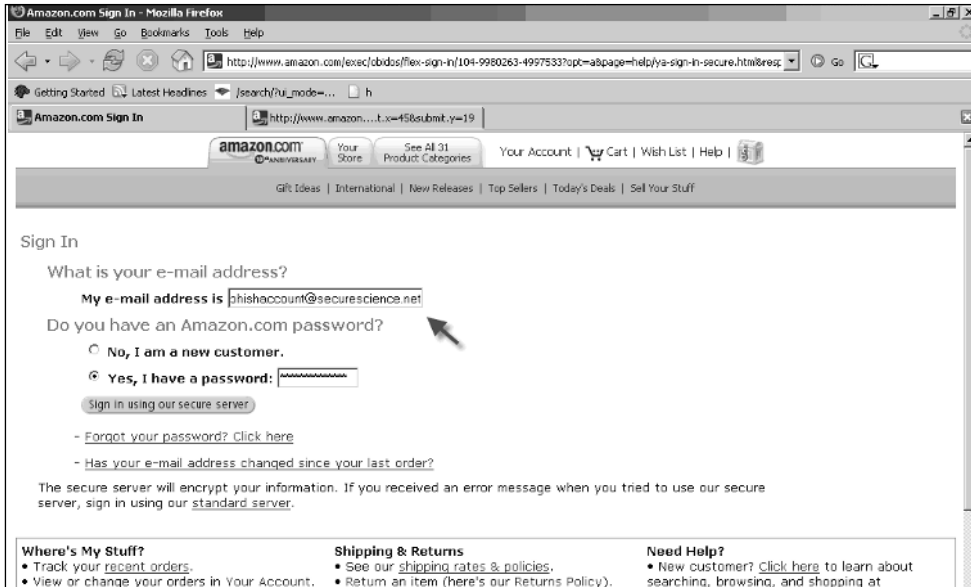 Amazon.com Sign In - Mozilla Firefox
File Edit View Go Bookmarks Tools Help
http://www.amazon.com/exec/obidos/flex-sign-in/104-9980263-4997533?opt=a&page=help/ya-sign-in-secure.html&resp Go
Getting Started Latest Headlines /search/?ui_mode=... h
Amazon.com Sign In http://www.amazon....t.x=45&submit.y=19
amazon.com ANNIVERSARY Your Store See All 31 Product Categories Your Account | Cart | Wish List | Help |
Gift Ideas | International | New Releases | Top Sellers | Today's Deals | Sell Your Stuff
Sign In
What is your e-mail address?
My e-mail address is phishaccount@securescience.net
Do you have an Amazon.com password?
No, I am a new customer.
Yes, I have a password:
Sign in using our secure server
- Forgot your password? Click here
- Has your e-mail address changed since your last order?
The secure server will encrypt your information. If you received an error message when you tried to use our secure
server, sign in using our standard server.
Where's My Stuff? Shipping & Returns Need Help?
• Track your recent orders. • See our shipping rates & policies. • New customer? Click here to learn about
• View or change your orders in Your Account. • Return an item (here's our Returns Policy). searching, browsing, and shopping at